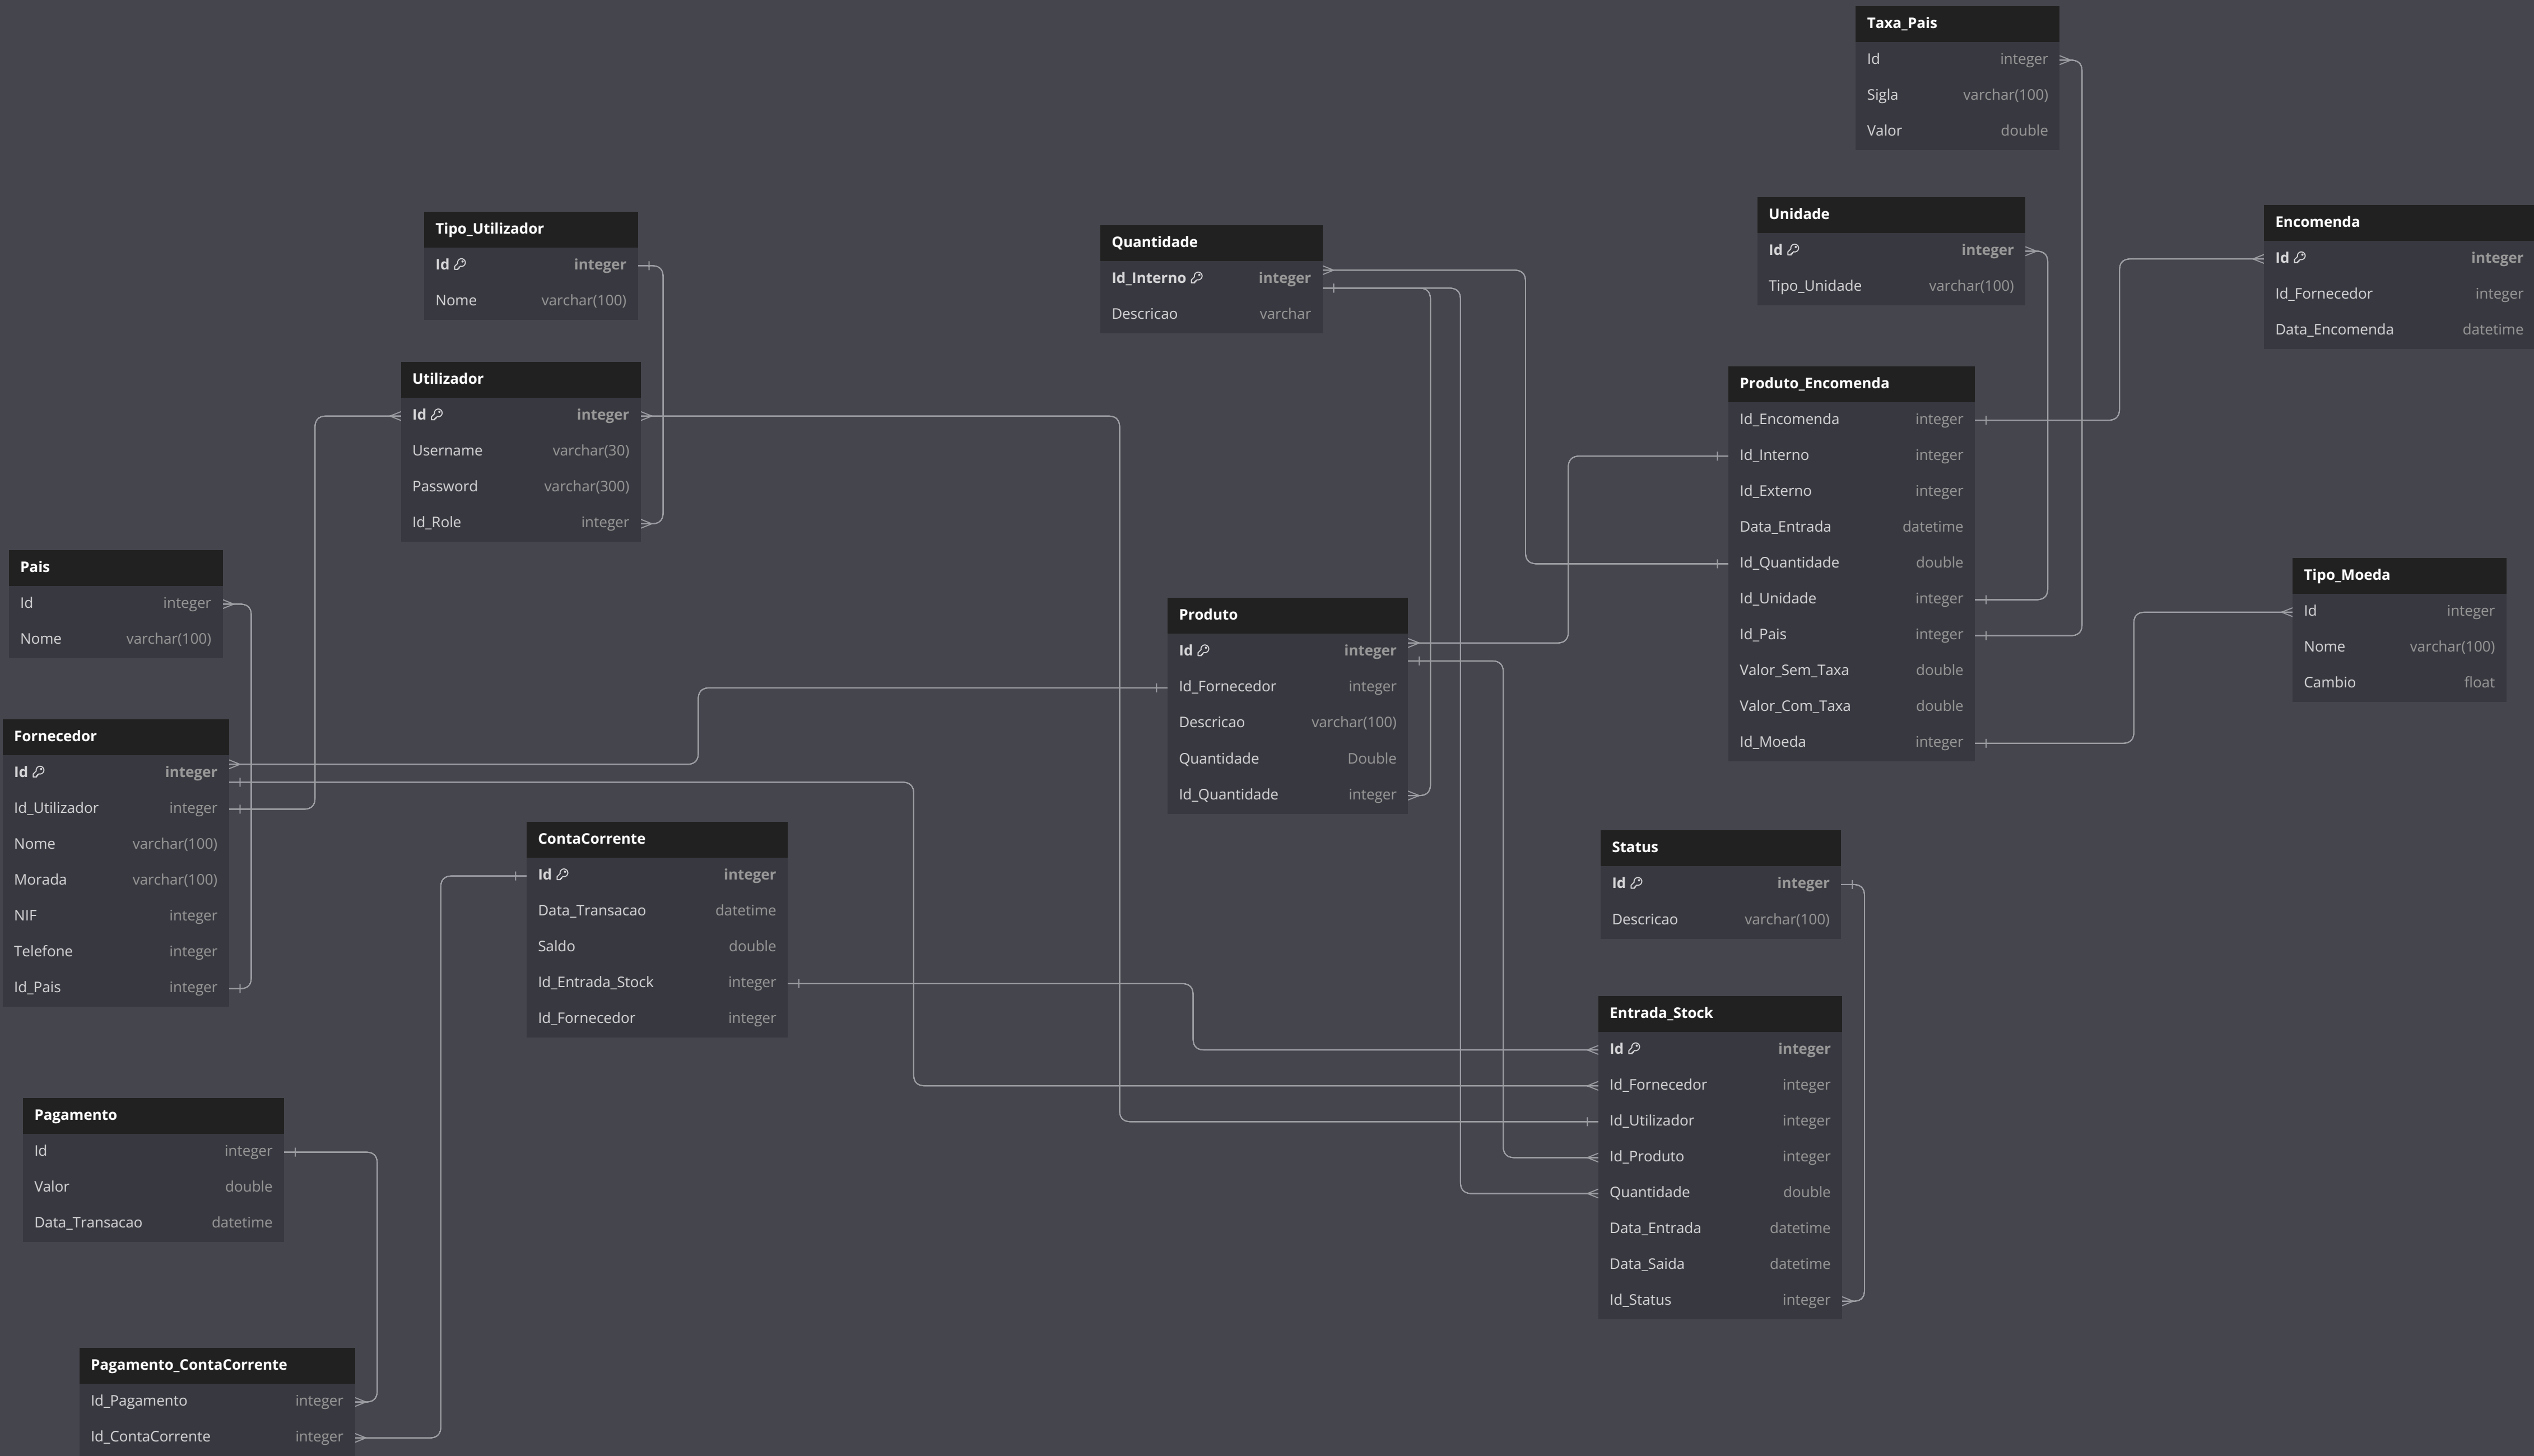 Taxa_Pais
Id integer
Sigla varchar(100)
Valor double
Tipo_Utilizador
Id integer
Nome varchar(100)
Quantidade
Id_Interno integer
Descricao varchar
Unidade
Id integer
Tipo_Unidade varchar(100)
Encomenda
Id integer
Id_Fornecedor integer
Data_Encomenda datetime
Utilizador
Id integer
Username varchar(30)
Password varchar(300)
Id_Role integer
Produto_Encomenda
Id_Encomenda integer
Id_Interno integer
Id_Externo integer
Data_Entrada datetime
Id_Quantidade double
Id_Unidade integer
Id_Pais integer
Valor_Sem_Taxa double
Valor_Com_Taxa double
Id_Moeda integer
Pais
Id integer
Nome varchar(100)
Tipo_Moeda
Id integer
Nome varchar(100)
Cambio float
Produto
Id integer
Id_Fornecedor integer
Descricao varchar(100)
Quantidade Double
Id_Quantidade integer
Fornecedor
Id integer
Id_Utilizador integer
Nome varchar(100)
Morada varchar(100)
NIF integer
Telefone integer
Id_Pais integer
ContaCorrente
Id integer
Data_Transacao datetime
Saldo double
Id_Entrada_Stock integer
Id_Fornecedor integer
Status
Id integer
Descricao varchar(100)
Entrada_Stock
Id integer
Id_Fornecedor integer
Id_Utilizador integer
Id_Produto integer
Quantidade double
Data_Entrada datetime
Data_Saida datetime
Id_Status integer
Pagamento
Id integer
Valor double
Data_Transacao datetime
Pagamento_ContaCorrente
Id_Pagamento integer
Id_ContaCorrente integer